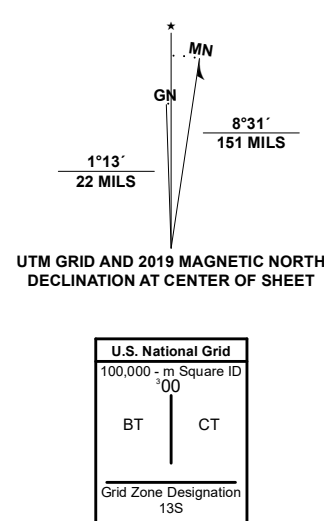 ★
MN
GN
8°31´
151 MILS
1°13´
22 MILS
UTM GRID AND 2019 MAGNETIC NORTH
DECLINATION AT CENTER OF SHEET
U.S. National Grid
100,000 - m Square ID
³00
BT CT
Grid Zone Designation
13S